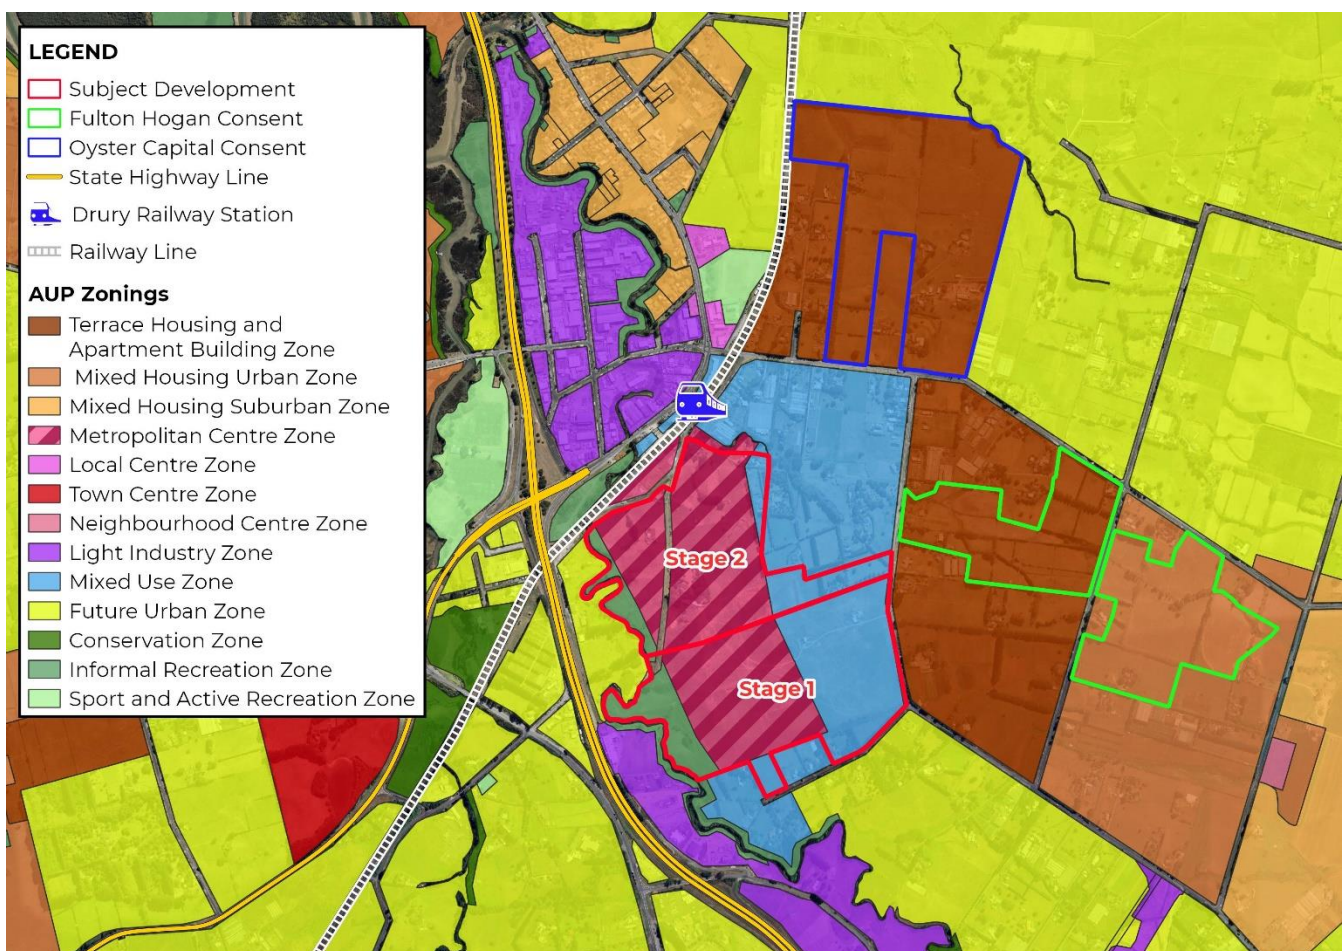 LEGEND
Subject Development
Fulton Hogan Consent
Oyster Capital Consent
State Highway Line
Drury Railway Station
Railway Line
AUP Zonings
Terrace Housing and
Apartment Building Zone
Mixed Housing Urban Zone
Mixed Housing Suburban Zone
Metropolitan Centre Zone
Local Centre Zone
Town Centre Zone
Neighbourhood Centre Zone
Light Industry Zone
Mixed Use Zone
Future Urban Zone
Conservation Zone
Informal Recreation Zone
Sport and Active Recreation Zone
Stage 2
Stage 1